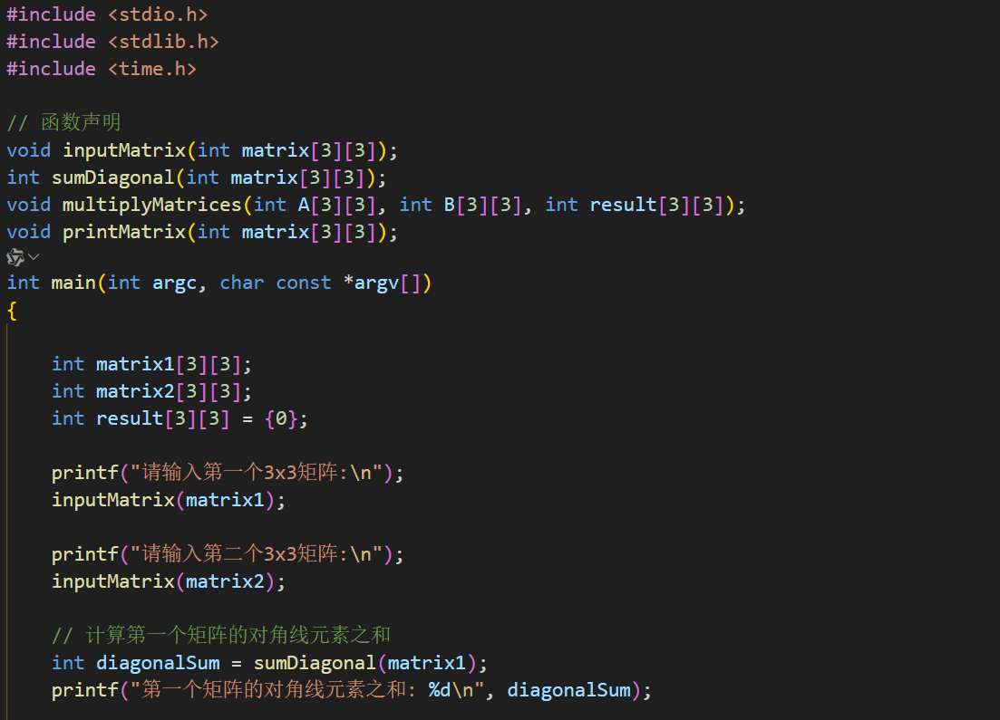 #include <stdio.h>
#include <stdlib.h>
#include <time.h>
// 函数声明
void inputMatrix(int matrix[3][3]);
int sumDiagonal(int matrix[3][3]);
void multiplyMatrices(int A[3][3], int B[3][3], int result[3][3]);
void printMatrix(int matrix[3][3]);
int main(int argc, char const *argv[])
{
    int matrix1[3][3];
    int matrix2[3][3];
    int result[3][3] = {0};
    printf("请输入第一个3x3矩阵:\n");
    inputMatrix(matrix1);
    printf("请输入第二个3x3矩阵:\n");
    inputMatrix(matrix2);
    // 计算第一个矩阵的对角线元素之和
    int diagonalSum = sumDiagonal(matrix1);
    printf("第一个矩阵的对角线元素之和: %d\n", diagonalSum);